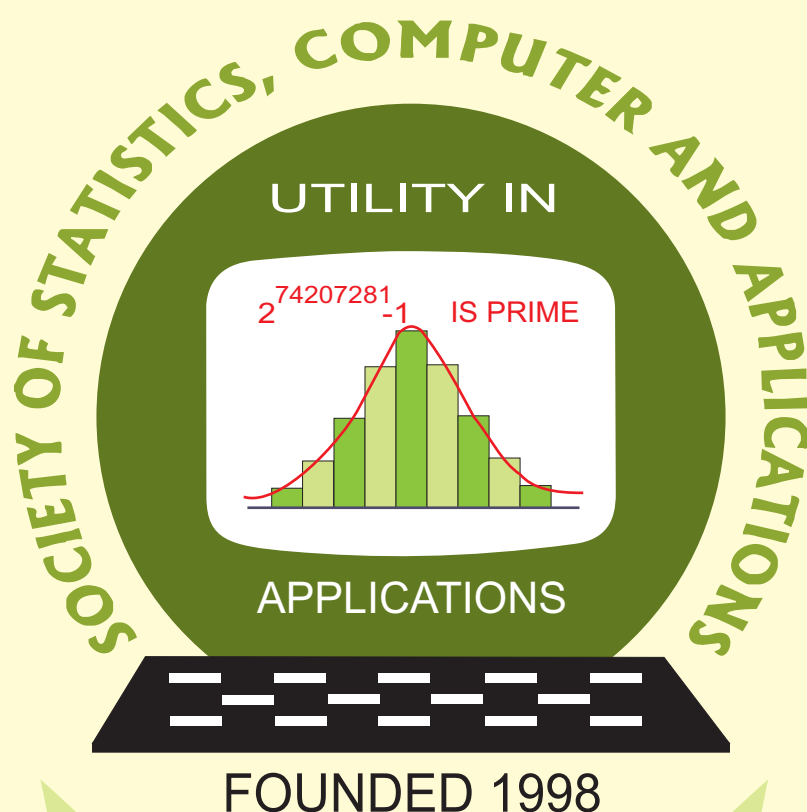 SOCIETY OF STATISTICS, COMPUTER AND APPLICATIONS
UTILITY IN
2^74207281-1 IS PRIME
APPLICATIONS
FOUNDED 1998